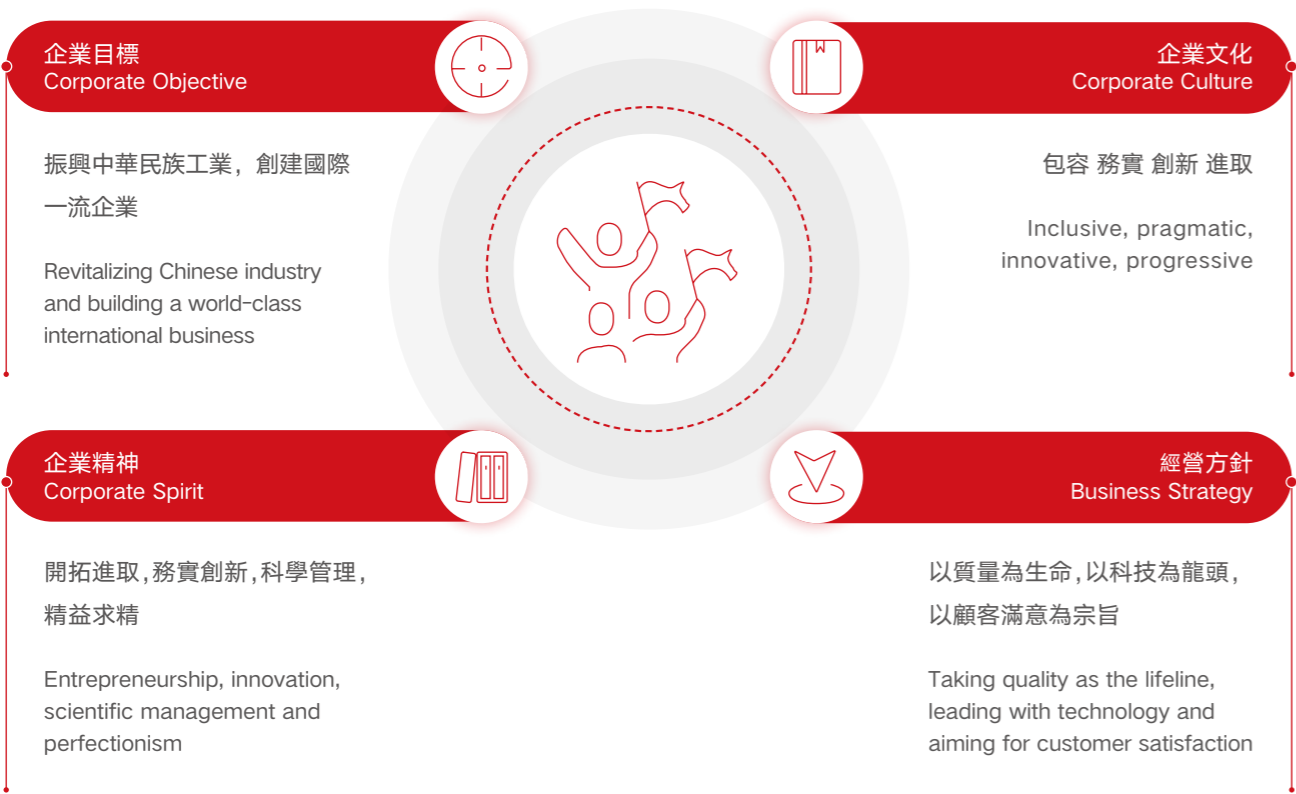 企業目標
Corporate Objective
振興中華民族工業，創建國際
一流企業
Revitalizing Chinese industry
and building a world-class
international business
企業文化
Corporate Culture
包容 務實 創新 進取
Inclusive, pragmatic,
innovative, progressive
企業精神
Corporate Spirit
開拓進取，務實創新，科學管理，
精益求精
Entrepreneurship, innovation,
scientific management and
perfectionism
經營方針
Business Strategy
以質量為生命，以科技為龍頭，
以顧客滿意為宗旨
Taking quality as the lifeline,
leading with technology and
aiming for customer satisfaction